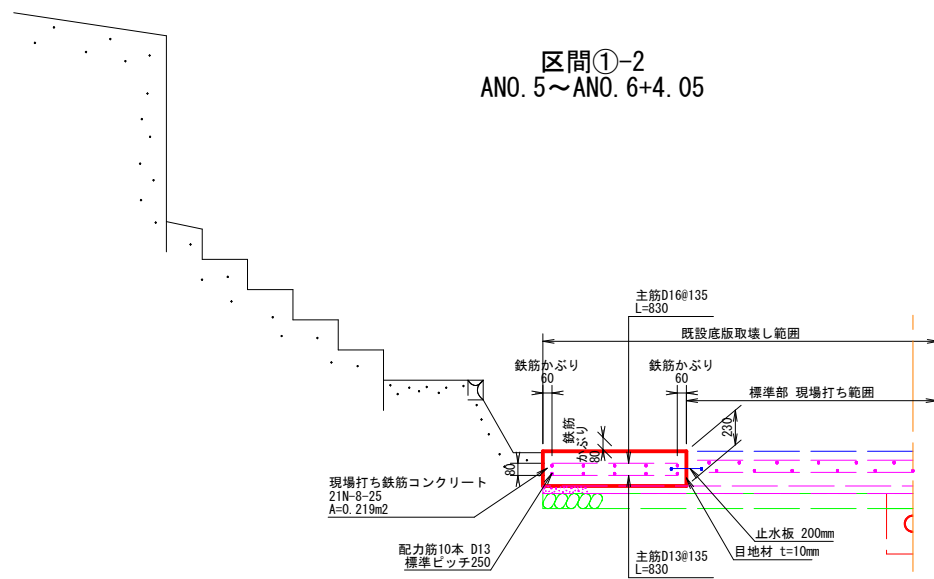 区間①-2
ANO.5～ANO.6+4.05
主筋D16@135
L=830
既設底版取壊し範囲
鉄筋かぶり
60
鉄筋かぶり
60
標準部 現場打ち範囲
鉄筋
かぶり
80
230
80
現場打ち鉄筋コンクリート
21N-8-25
A=0.219m2
配力筋10本 D13
標準ピッチ250
主筋D13@135
L=830
止水板 200mm
目地材 t=10mm